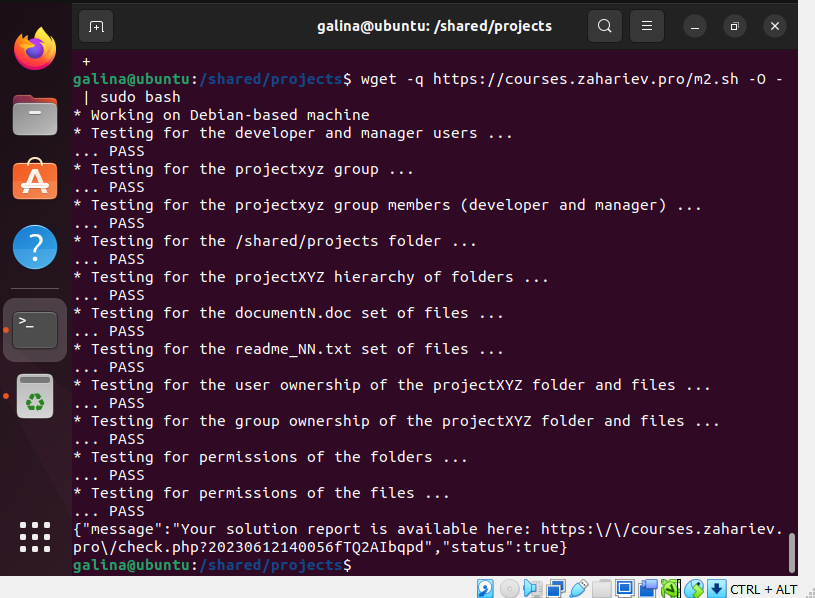 galina@ubuntu: /shared/projects
+
galina@ubuntu:/shared/projects$ wget -q https://courses.zahariev.pro/m2.sh -O -
| sudo bash
* Working on Debian-based machine
* Testing for the developer and manager users ...
... PASS
* Testing for the projectxyz group ...
... PASS
* Testing for the projectxyz group members (developer and manager) ...
... PASS
* Testing for the /shared/projects folder ...
... PASS
* Testing for the projectXYZ hierarchy of folders ...
... PASS
* Testing for the documentN.doc set of files ...
... PASS
* Testing for the readme_NN.txt set of files ...
... PASS
* Testing for the user ownership of the projectXYZ folder and files ...
... PASS
* Testing for the group ownership of the projectXYZ folder and files ...
... PASS
* Testing for permissions of the folders ...
... PASS
* Testing for permissions of the files ...
... PASS
{"message":"Your solution report is available here: https:\/\/courses.zahariev.
pro\/check.php?20230612140056fTQ2AIbqpd","status":true}
galina@ubuntu:/shared/projects$
CTRL + ALT